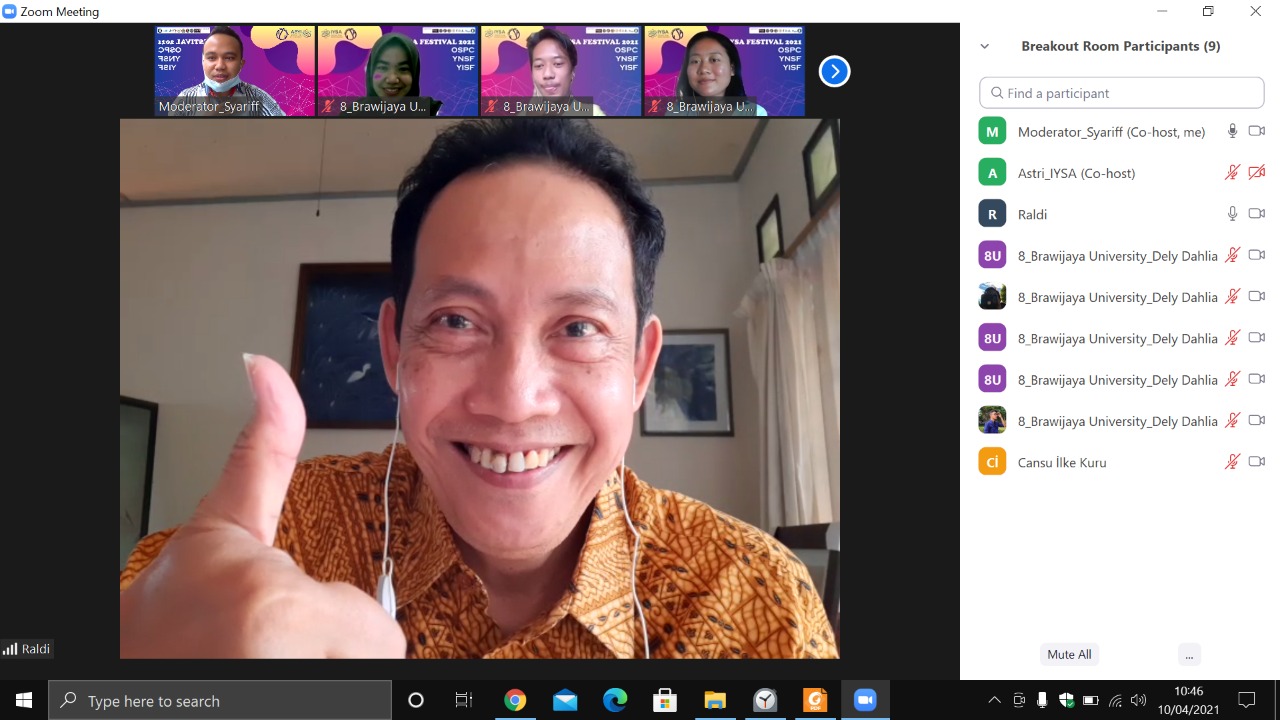 Zoom Meeting
Moderator_Syariff
8_Brawijaya U...
8_Brawijaya U...
8_Brawijaya U...
FESTIVAL 2021
OSPC
YNSF
YISF
Raldi
Breakout Room Participants (9)
Find a participant
M Moderator_Syariff (Co-host, me)
A Astri_IYSA (Co-host)
R Raldi
8U 8_Brawijaya University_Dely Dahlia
8_Brawijaya University_Dely Dahlia
8U 8_Brawijaya University_Dely Dahlia
8U 8_Brawijaya University_Dely Dahlia
8_Brawijaya University_Dely Dahlia
Cİ Cansu İlke Kuru
Mute All
...
Type here to search
PDF
10:46
10/04/2021